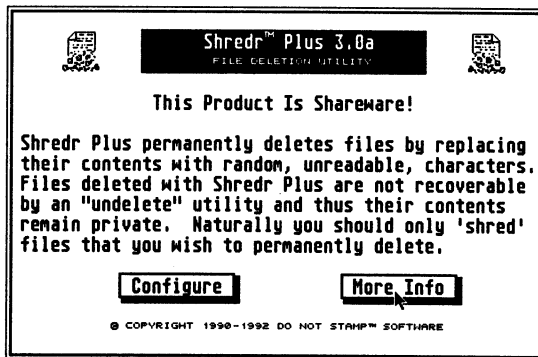 Shredr™ Plus 3.0a
FILE DELETION UTILITY
This Product Is Shareware!
Shredr Plus permanently deletes files by replacing
their contents with random, unreadable, characters.
Files deleted with Shredr Plus are not recoverable
by an "undelete" utility and thus their contents
remain private.  Naturally you should only 'shred'
files that you wish to permanently delete.
Configure
More Info
© COPYRIGHT 1990-1992 DO NOT STAMP™ SOFTWARE